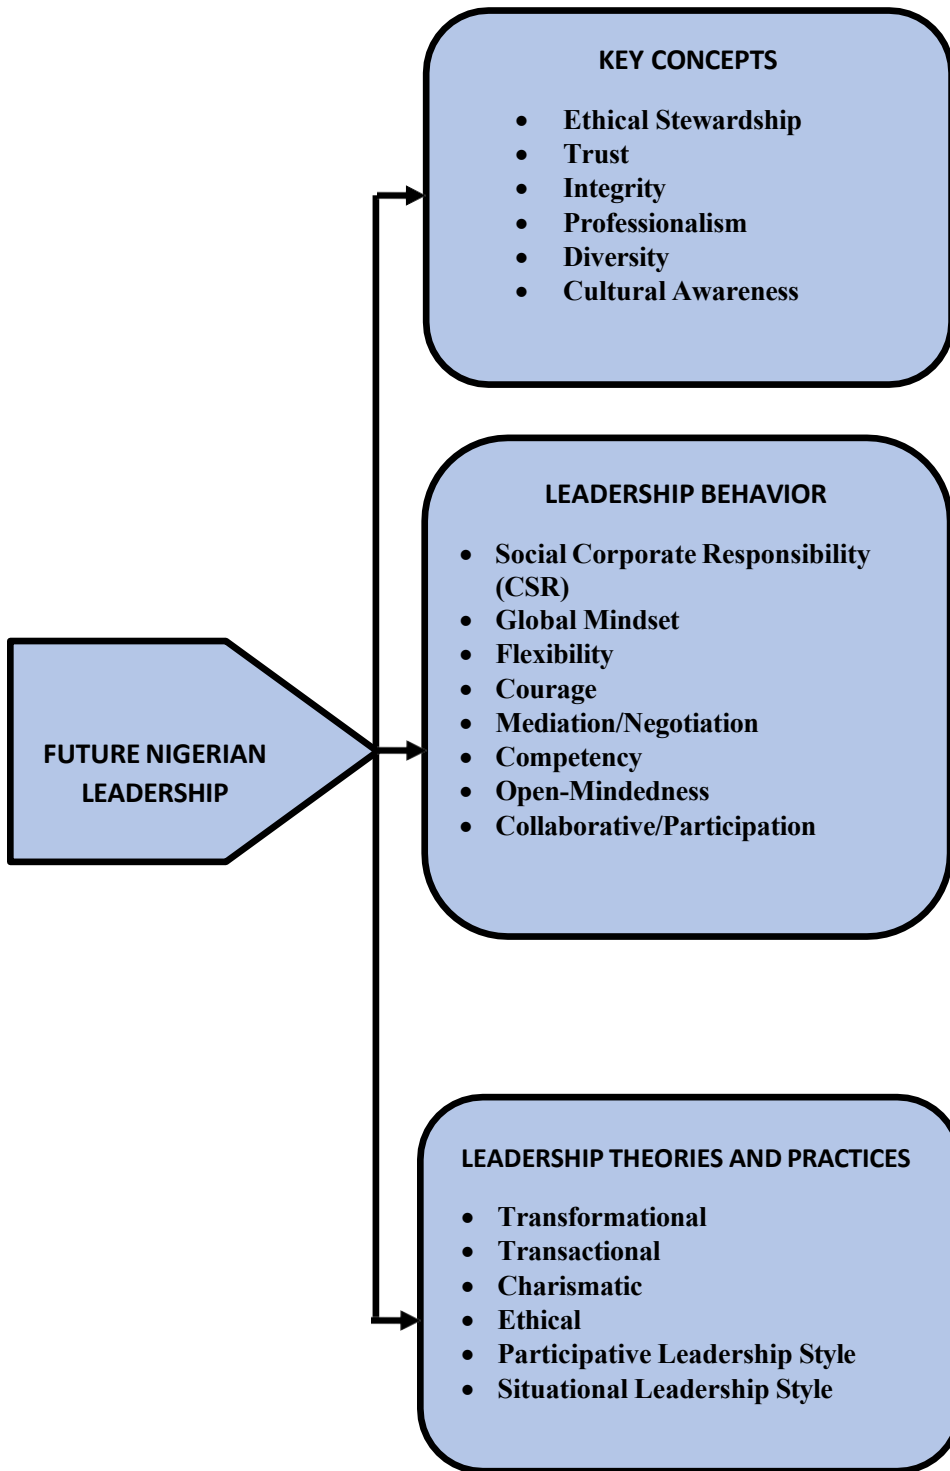 KEY CONCEPTS
• Ethical Stewardship
• Trust
• Integrity
• Professionalism
• Diversity
• Cultural Awareness
LEADERSHIP BEHAVIOR
• Social Corporate Responsibility
(CSR)
• Global Mindset
• Flexibility
• Courage
• Mediation/Negotiation
• Competency
• Open-Mindedness
• Collaborative/Participation
FUTURE NIGERIAN
LEADERSHIP
LEADERSHIP THEORIES AND PRACTICES
• Transformational
• Transactional
• Charismatic
• Ethical
• Participative Leadership Style
• Situational Leadership Style